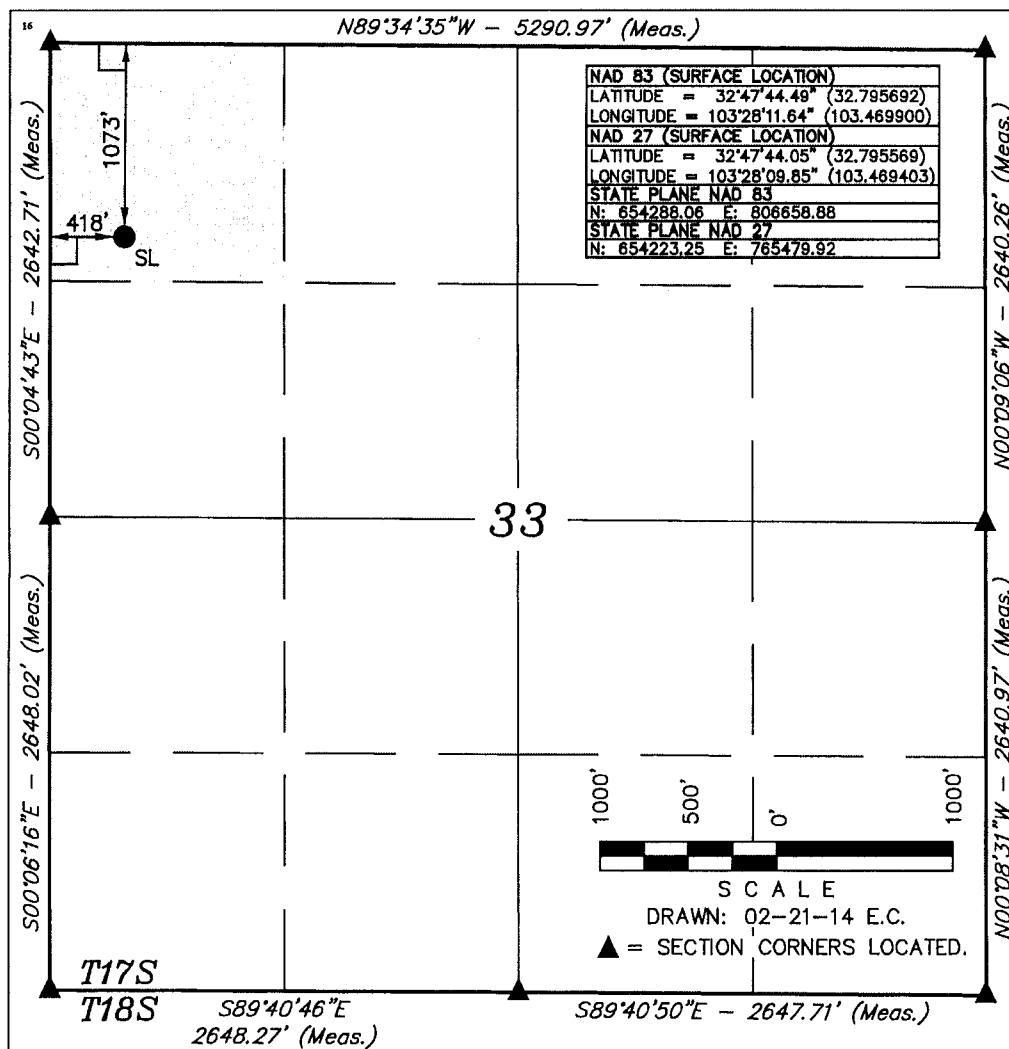 16
N89°34'35"W – 5290.97' (Meas.)
NAD 83 (SURFACE LOCATION)
LATITUDE = 32°47'44.49" (32.795692)
LONGITUDE = 103°28'11.64" (103.469900)
NAD 27 (SURFACE LOCATION)
LATITUDE = 32°47'44.05" (32.795569)
LONGITUDE = 103°28'09.85" (103.469403)
STATE PLANE NAD 83
N: 654288.06 E: 806658.88
STATE PLANE NAD 27
N: 654223.25 E: 765479.92
1073'
418'
SL
S00°04'43"E – 2642.71' (Meas.)
N00°09'06"W – 2640.26' (Meas.)
33
S00°06'16"E – 2648.02' (Meas.)
N00°08'31"W – 2640.97' (Meas.)
1000' 500' 0' 1000'
SCALE
DRAWN: 02-21-14 E.C.
▲ = SECTION CORNERS LOCATED.
T17S
T18S
S89°40'46"E
2648.27' (Meas.)
S89°40'50"E – 2647.71' (Meas.)